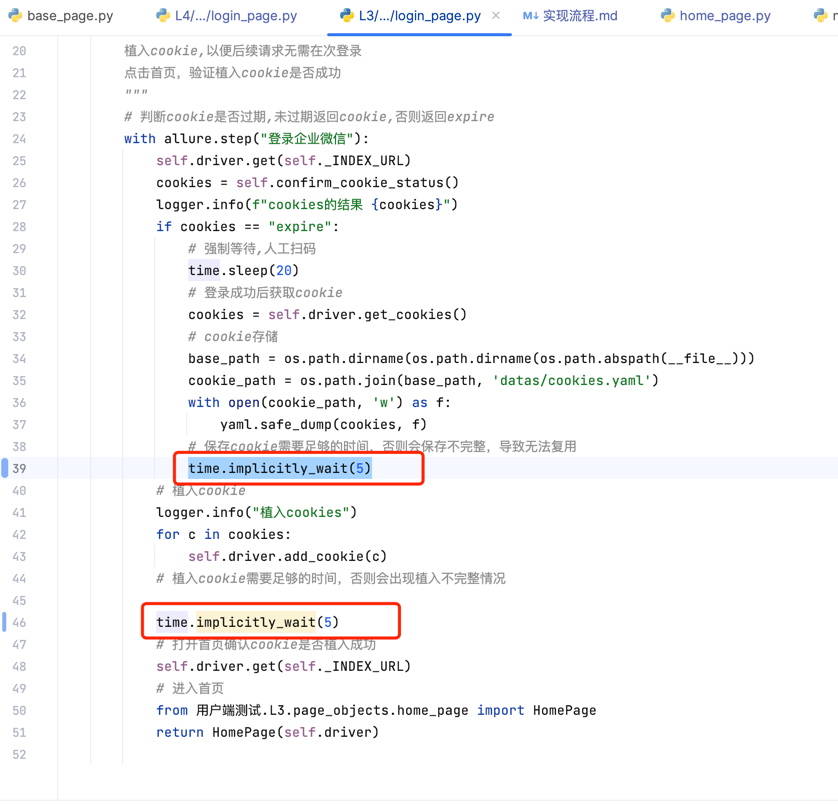 base_page.py L4/.../login_page.py L3/.../login_page.py × M↓ 实现流程.md home_page.py
20 植入cookie,以便后续请求无需在次登录
21 点击首页, 验证植入cookie是否成功
22 """
23 # 判断cookie是否过期,未过期返回cookie,否则返回expire
24 with allure.step("登录企业微信"):
25 self.driver.get(self._INDEX_URL)
26 cookies = self.confirm_cookie_status()
27 logger.info(f"cookies的结果 {cookies}")
28 if cookies == "expire":
29 # 强制等待,人工扫码
30 time.sleep(20)
31 # 登录成功后获取cookie
32 cookies = self.driver.get_cookies()
33 # cookie存储
34 base_path = os.path.dirname(os.path.dirname(os.path.abspath(__file__)))
35 cookie_path = os.path.join(base_path, 'datas/cookies.yaml')
36 with open(cookie_path, 'w') as f:
37 yaml.safe_dump(cookies, f)
38 # 保存cookie需要足够的时间, 否则会保存不完整, 导致无法复用
39 time.implicitly_wait(5)
40 # 植入cookie
41 logger.info("植入cookies")
42 for c in cookies:
43 self.driver.add_cookie(c)
44 # 植入cookie需要足够的时间, 否则会出现植入不完整情况
45
46 time.implicitly_wait(5)
47 # 打开首页确认cookie是否植入成功
48 self.driver.get(self._INDEX_URL)
49 # 进入首页
50 from 用户端测试.L3.page_objects.home_page import HomePage
51 return HomePage(self.driver)
52